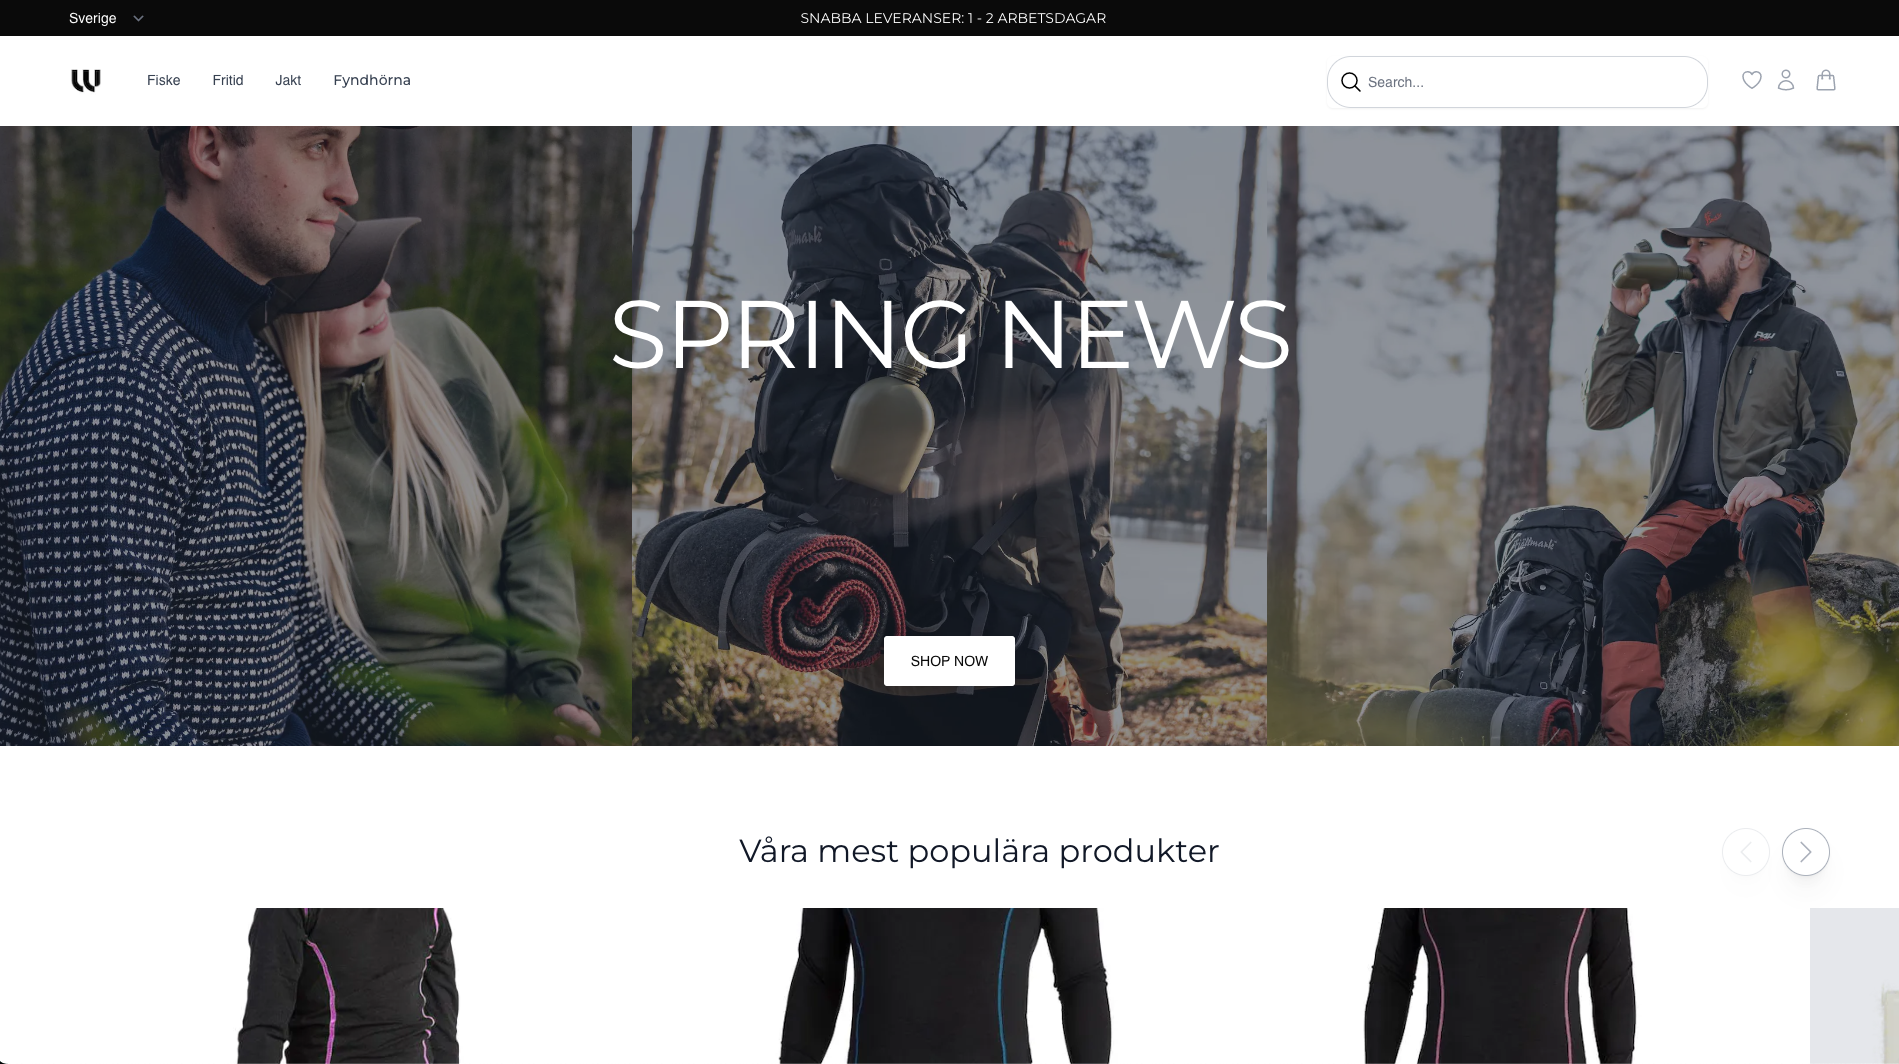 Sverige
SNABBA LEVERANSER: 1 - 2 ARBETSDAGAR
Fiske
Fritid
Jakt
Fyndhörna
Search...
SPRING NEWS
SHOP NOW
Våra mest populära produkter